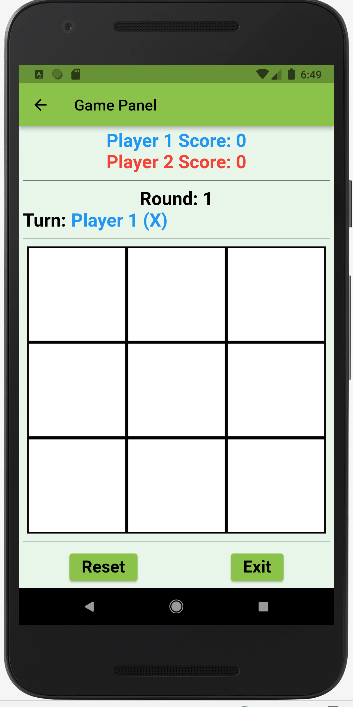 6:49
Game Panel
Player 1 Score: 0
Player 2 Score: 0
Round: 1
Turn: Player 1 (X)
Reset
Exit